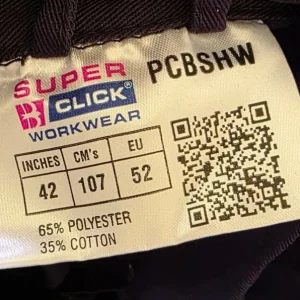 SUPER PCBSHW
B CLICK
WORKWEAR
INCHES CM's EU
42 107 52
65% POLYESTER
35% COTTON